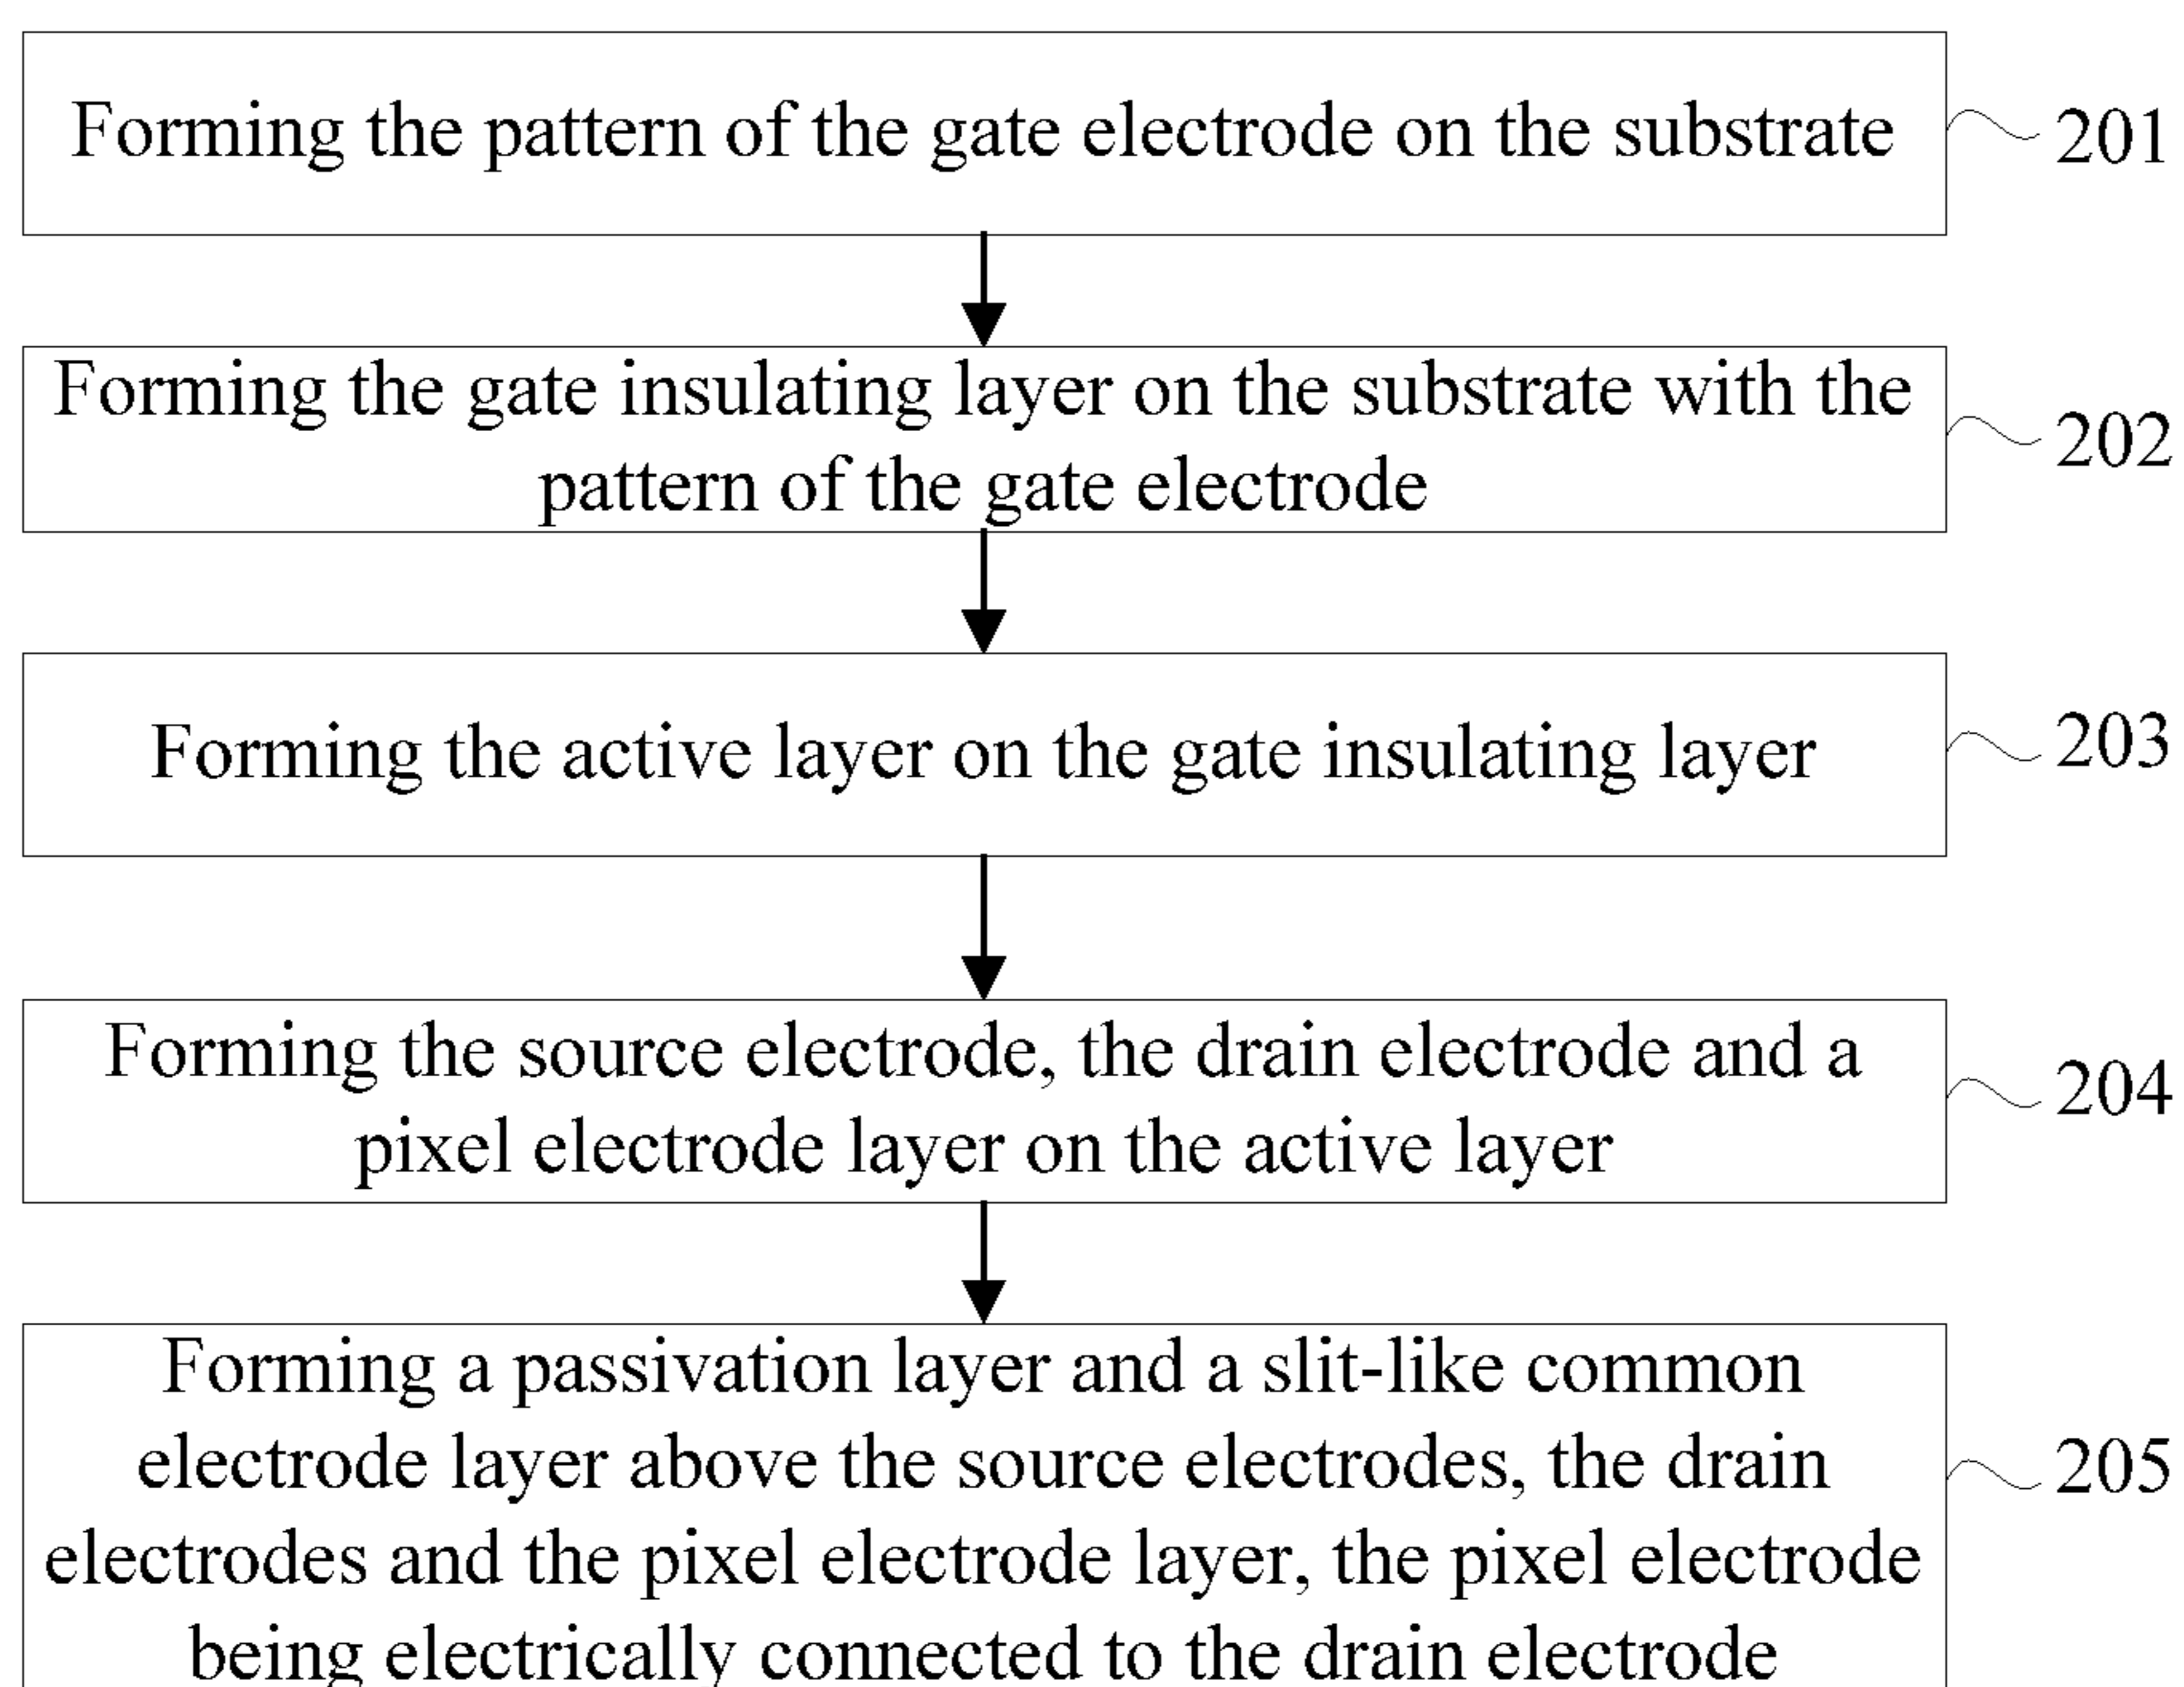 Forming the pattern of the gate electrode on the substrate
201
Forming the gate insulating layer on the substrate with the
pattern of the gate electrode
202
Forming the active layer on the gate insulating layer
203
Forming the source electrode, the drain electrode and a
pixel electrode layer on the active layer
204
Forming a passivation layer and a slit-like common
electrode layer above the source electrodes, the drain
electrodes and the pixel electrode layer, the pixel electrode
being electrically connected to the drain electrode
205